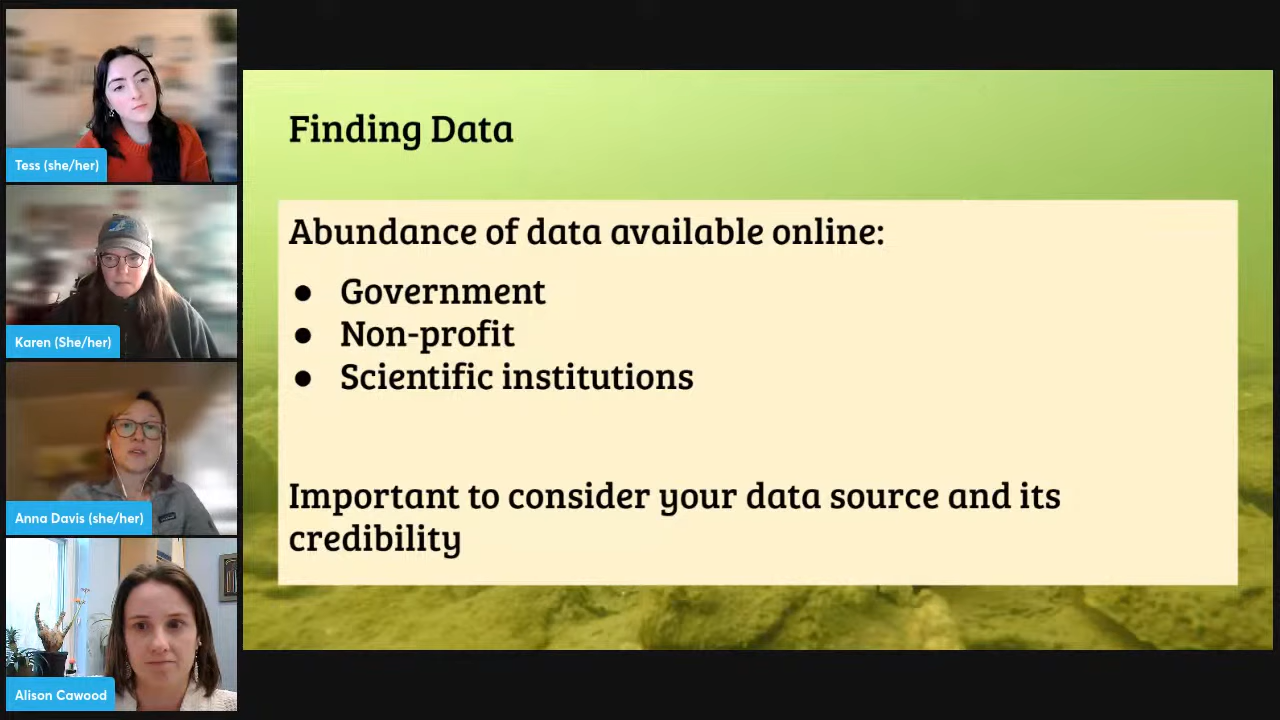 Tess (she/her)
Karen (She/her)
Anna Davis (she/her)
Alison Cawood
Finding Data
Abundance of data available online:
● Government
● Non-profit
● Scientific institutions
Important to consider your data source and its
credibility